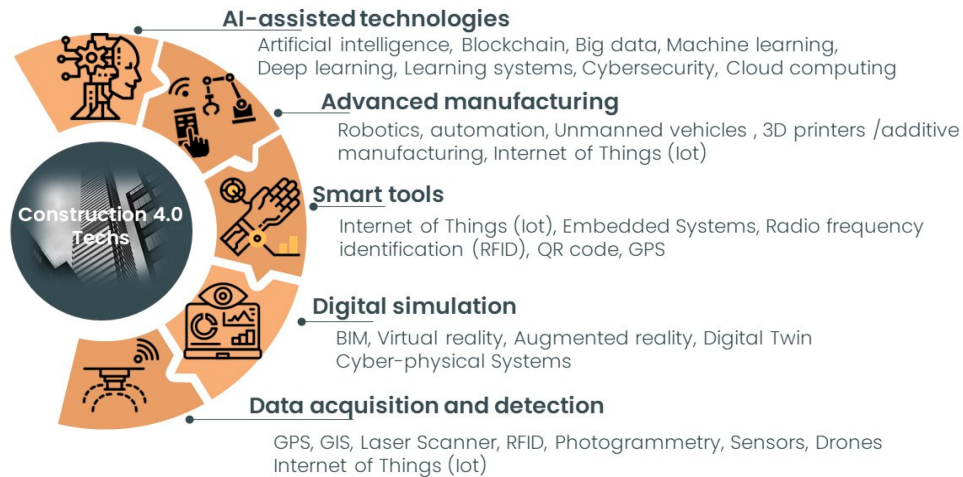 AI-assisted technologies
Artificial intelligence, Blockchain, Big data, Machine learning,
Deep learning, Learning systems, Cybersecurity, Cloud computing
Advanced manufacturing
Robotics, automation, Unmanned vehicles , 3D printers /additive
manufacturing, Internet of Things (Iot)
Construction 4.0
Techs
Smart tools
Internet of Things (Iot), Embedded Systems, Radio frequency
identification (RFID), QR code, GPS
Digital simulation
BIM, Virtual reality, Augmented reality, Digital Twin
Cyber-physical Systems
Data acquisition and detection
GPS, GIS, Laser Scanner, RFID, Photogrammetry, Sensors, Drones
Internet of Things (Iot)